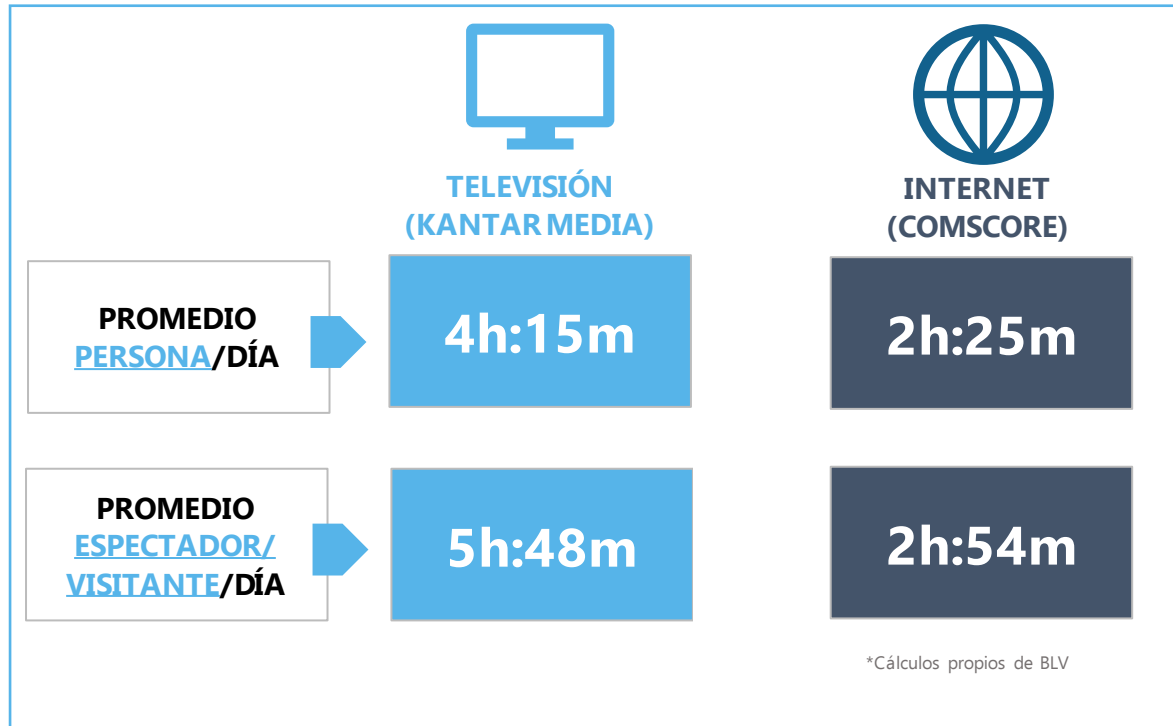 TELEVISIÓN
(KANTAR MEDIA)
INTERNET
(COMSCORE)
PROMEDIO
PERSONA/DÍA
4h:15m
2h:25m
PROMEDIO
ESPECTADOR/
VISITANTE/DÍA
5h:48m
2h:54m
*Cálculos propios de BLV